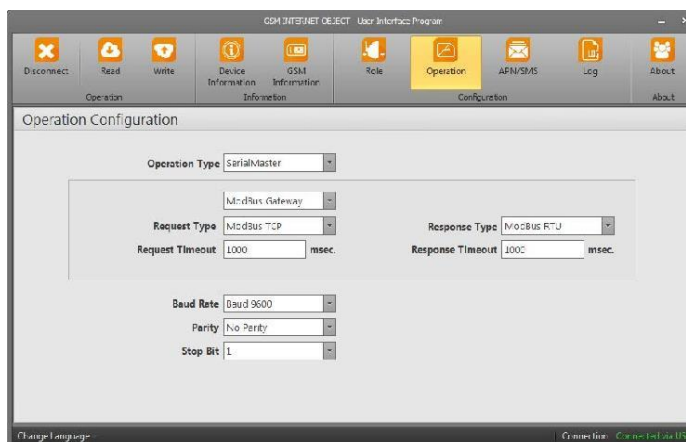 GSM INTERNET OBJECT User Interface Program
Disconnect Read Write Device Information GSM Information Role Operation APN/SMS Log About
Operation Information Configuration About
Operation Configuration
Operation Type SerialMaster
ModBus Gateway
Request Type ModBus TCP Response Type ModBus RTU
Request Timeout 1000 msec. Response Timeout 1000 msec.
Baud Rate Baud 9600
Parity No Parity
Stop Bit 1
Change Language Connection Connected via US